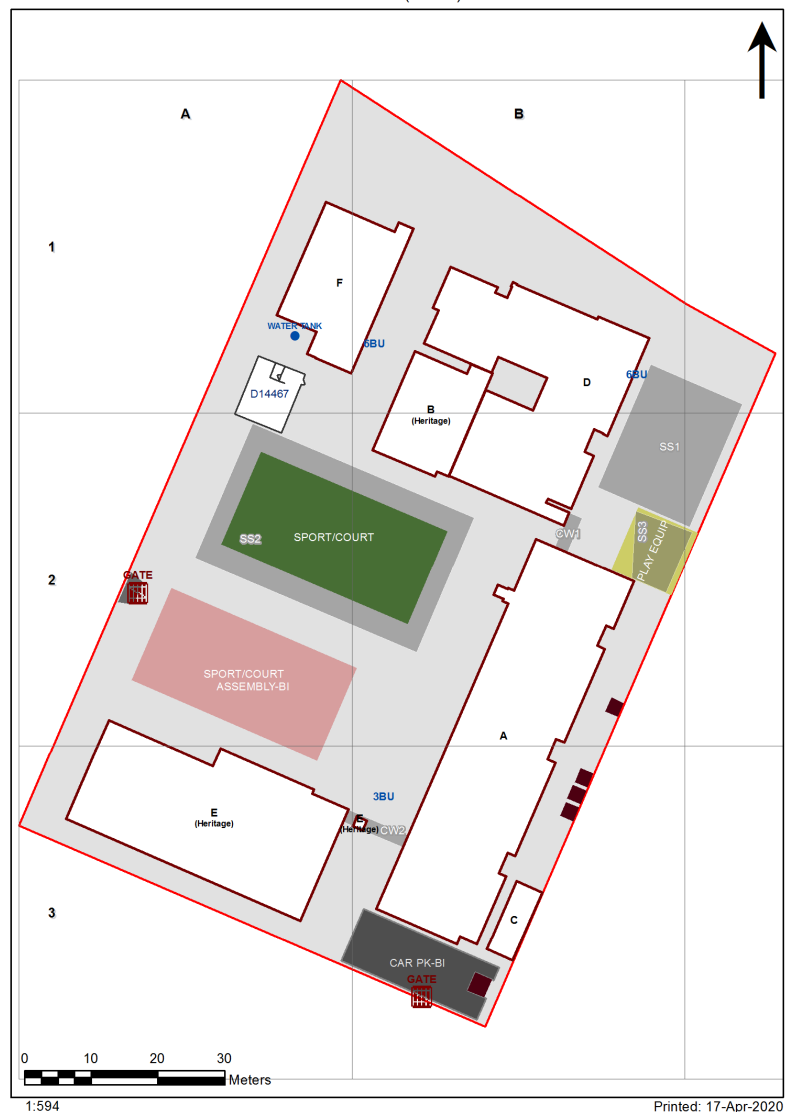 A
B
1
F
WATER TANK
6BU
D14467
D
6BU
B
(Heritage)
SS1
SPORT/COURT
SS2
CW1
SS3
PLAY EQUIP
GATE
2
SPORT/COURT
ASSEMBLY-BI
A
3BU
E
(Heritage)
E
(Heritage)
CW2
3
C
CAR PK-BI
GATE
0 10 20 30
Meters
1:594
Printed: 17-Apr-2020